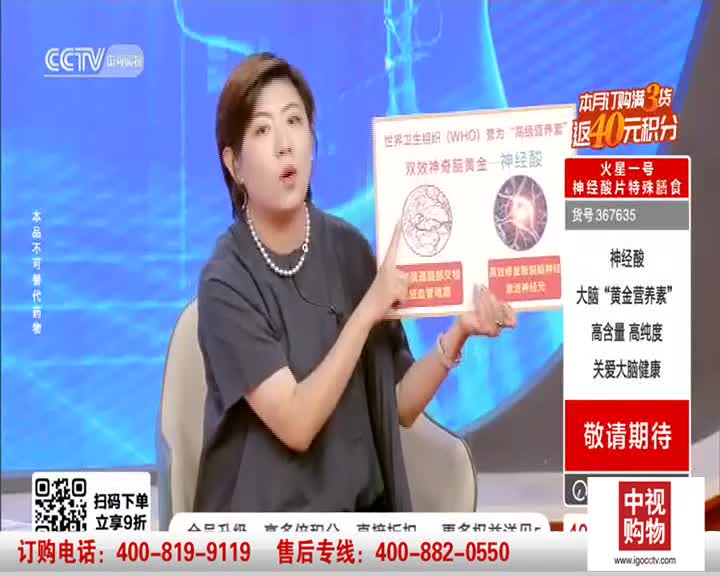 CCTV 中视购物
本月订购满3货
返40元积分
世界卫生组织（WHO）誉为“高级营养素”
双效神奇脑黄金—神经酸
火星一号
神经酸片特殊膳食
货号 367635
本品不可替代药物
神经酸
大脑“黄金营养素”
高含量 高纯度
关爱大脑健康
敬请期待
扫码下单
立享9折
中视
购物
www.igocctv.com
订购电话：400-819-9119 售后专线：400-882-0550